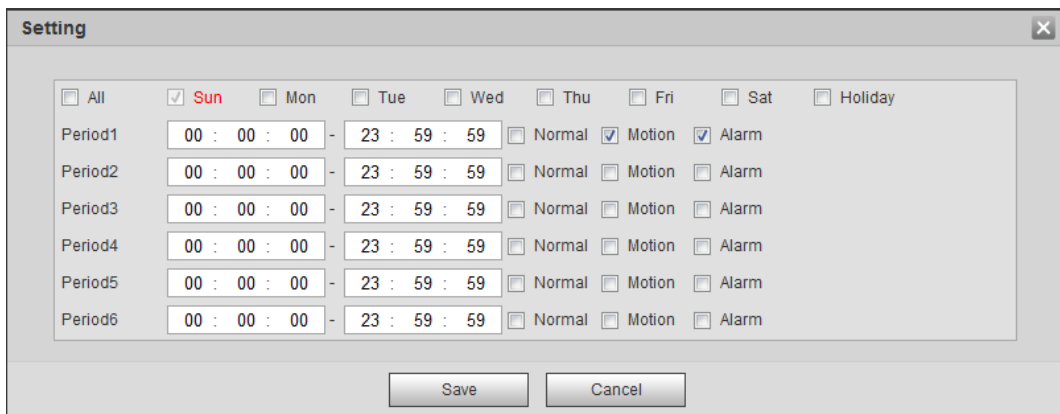 Setting
All Sun Mon Tue Wed Thu Fri Sat Holiday
Period1 00 : 00 : 00 - 23 : 59 : 59 Normal Motion Alarm
Period2 00 : 00 : 00 - 23 : 59 : 59 Normal Motion Alarm
Period3 00 : 00 : 00 - 23 : 59 : 59 Normal Motion Alarm
Period4 00 : 00 : 00 - 23 : 59 : 59 Normal Motion Alarm
Period5 00 : 00 : 00 - 23 : 59 : 59 Normal Motion Alarm
Period6 00 : 00 : 00 - 23 : 59 : 59 Normal Motion Alarm
Save Cancel